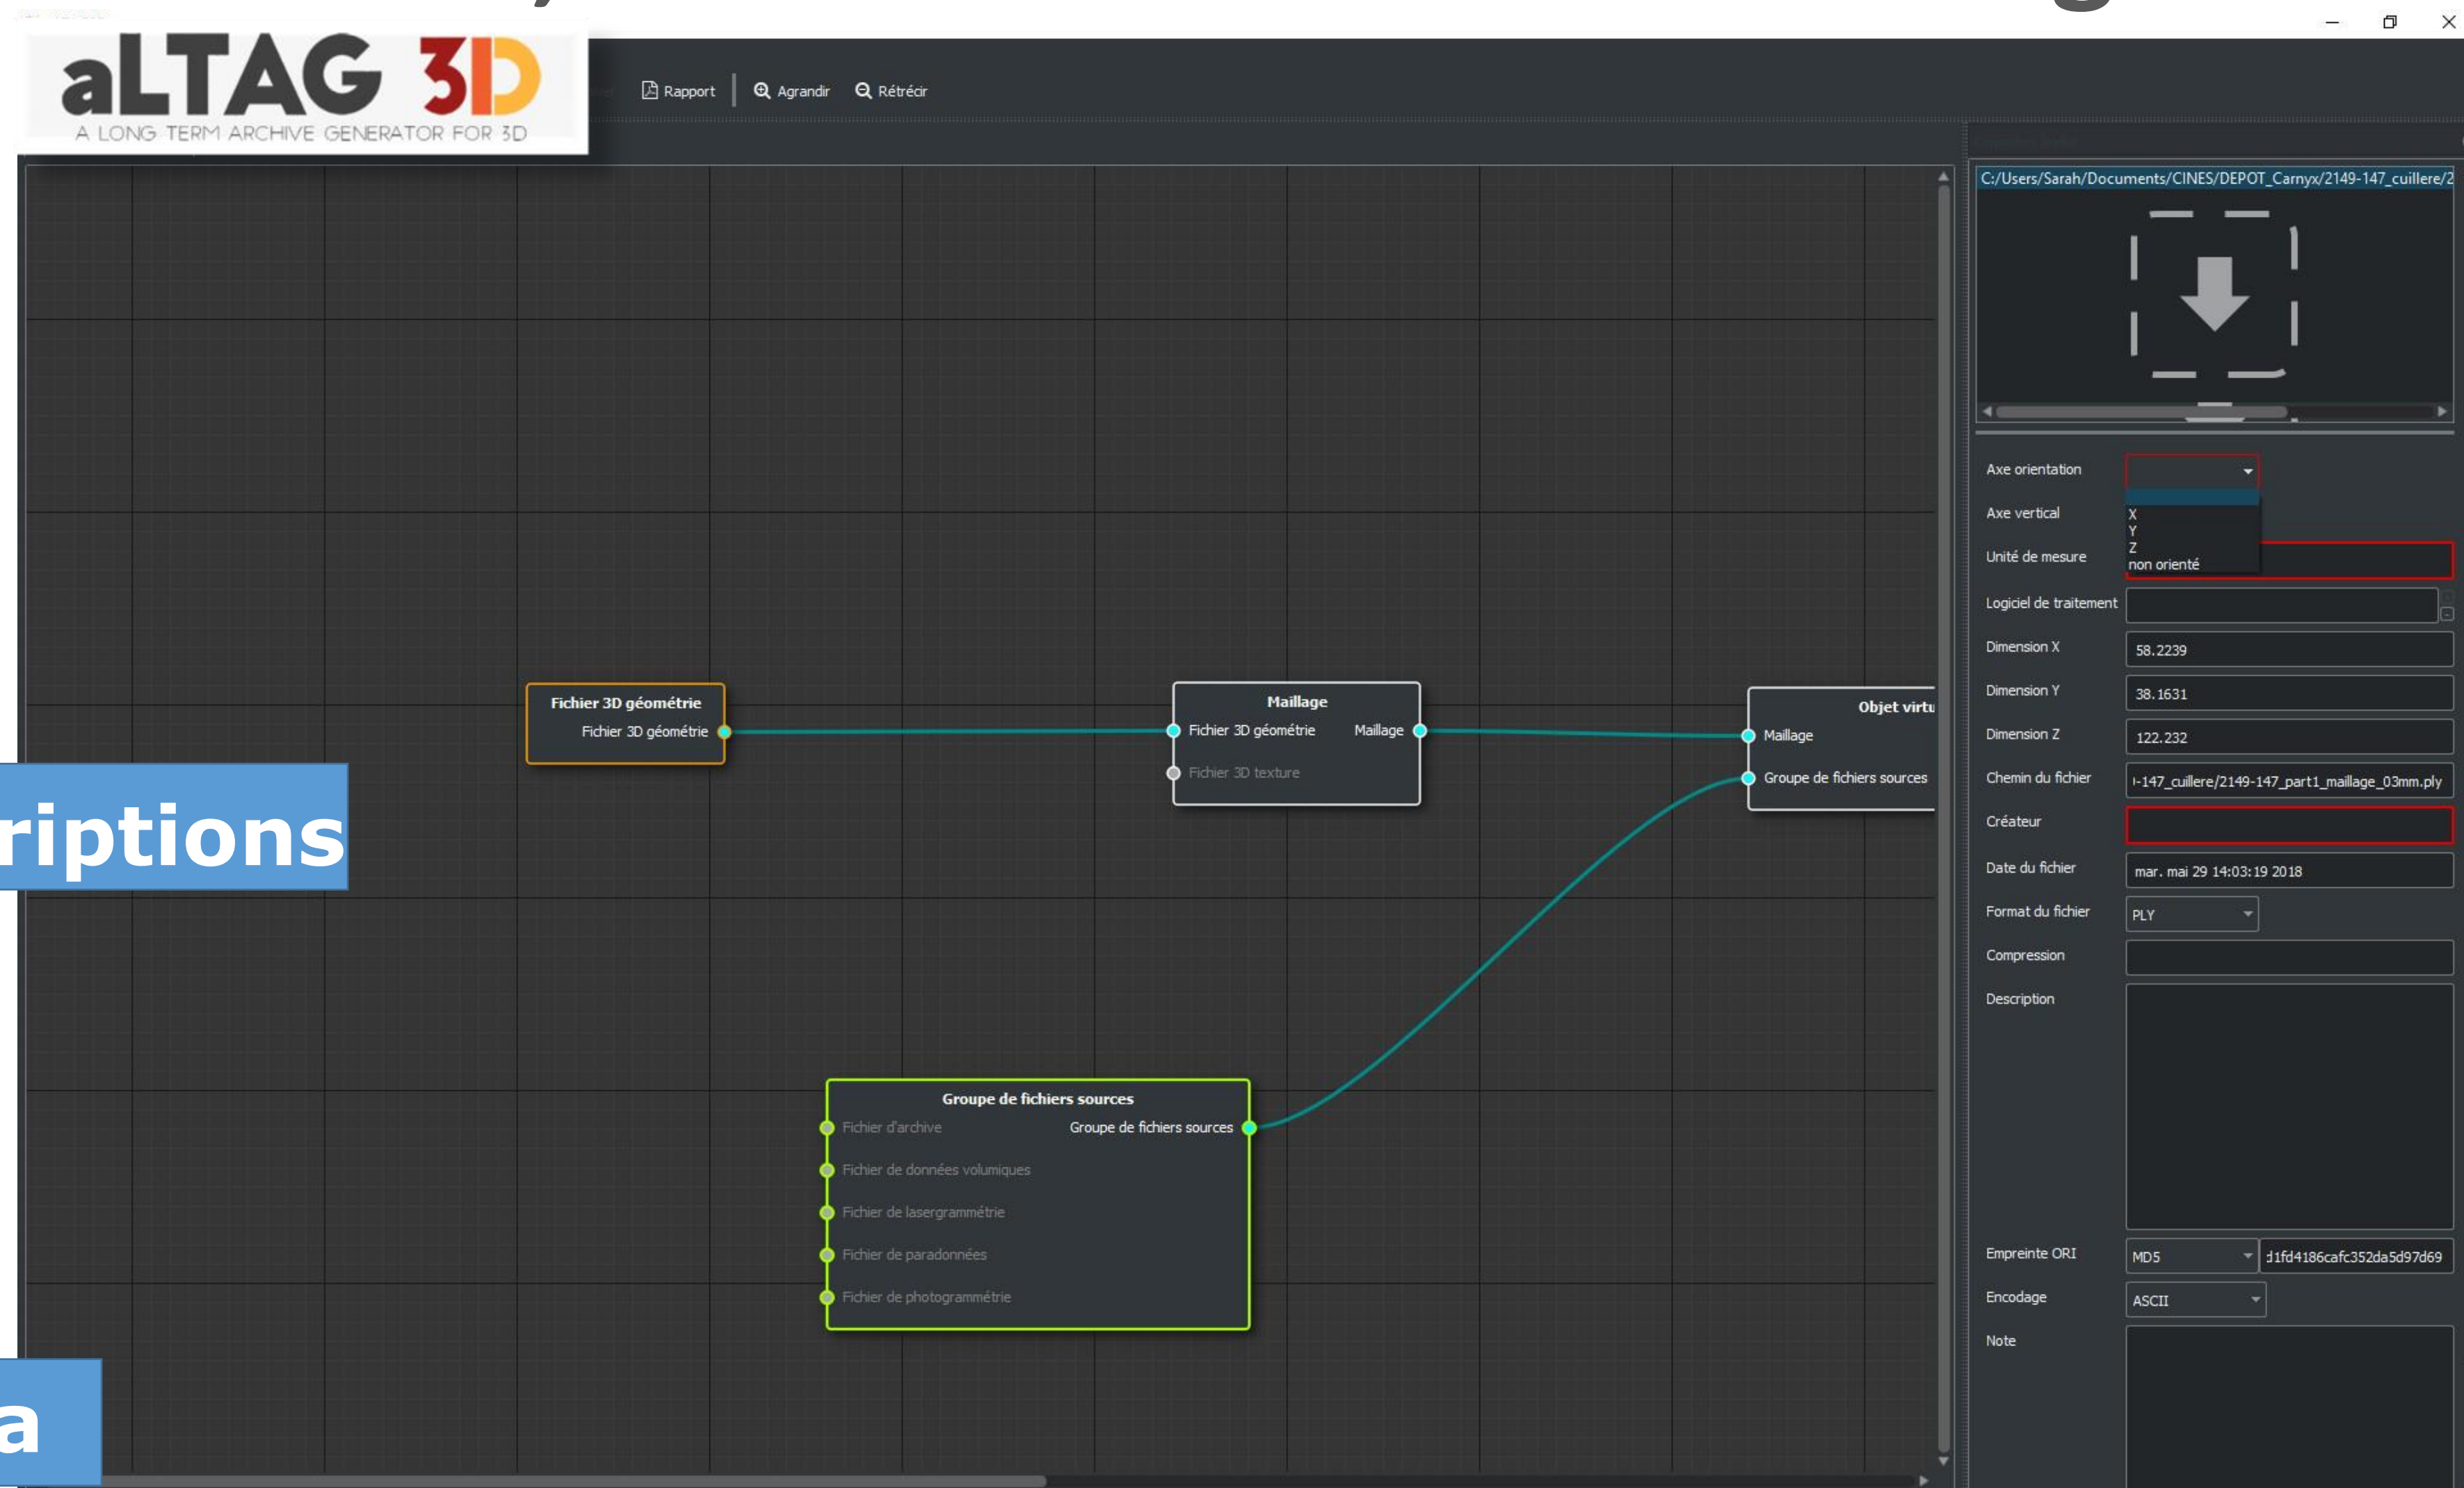 aLTAG 3D
A LONG TERM ARCHIVE GENERATOR FOR 3D
Rapport
Agrandir
Rétrécir
C:/Users/Sarah/Documents/CINES/DEPOT_Carnyx/2149-147_cuillere/2
Axe orientation
Axe vertical
X
Y
Z
non orienté
Unité de mesure
Logiciel de traitement
Dimension X 58.2239
Dimension Y 38.1631
Dimension Z 122.232
Chemin du fichier ı-147_cuillere/2149-147_part1_maillage_03mm.ply
Créateur
Date du fichier mar. mai 29 14:03:19 2018
Format du fichier PLY
Compression
Description
Empreinte ORI MD5 d1fd4186cafc352da5d97d69
Encodage ASCII
Note
Fichier 3D géométrie
Fichier 3D géométrie
Maillage
Fichier 3D géométrie Maillage
Fichier 3D texture
Objet virtu
Maillage
Groupe de fichiers sources
riptions
Groupe de fichiers sources
Fichier d'archive Groupe de fichiers sources
Fichier de données volumiques
Fichier de lasergrammétrie
Fichier de paradonnées
Fichier de photogrammétrie
a